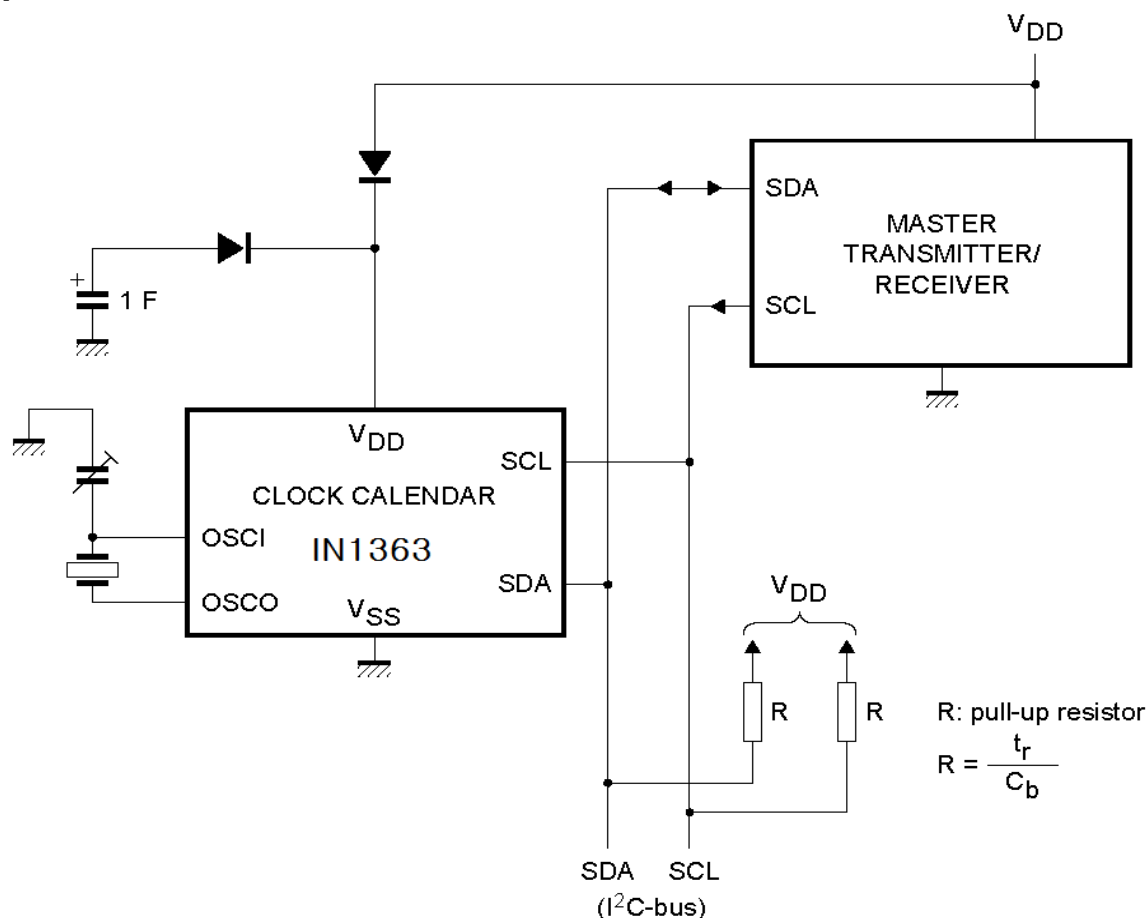 VDD
SDA
MASTER
TRANSMITTER/
RECEIVER
SCL
+
1 F
VDD
SCL
CLOCK CALENDAR
OSCI
IN1363
SDA
OSCO
VSS
VDD
R
R
R: pull-up resistor
R = tr
Cb
SDA
SCL
(I²C-bus)